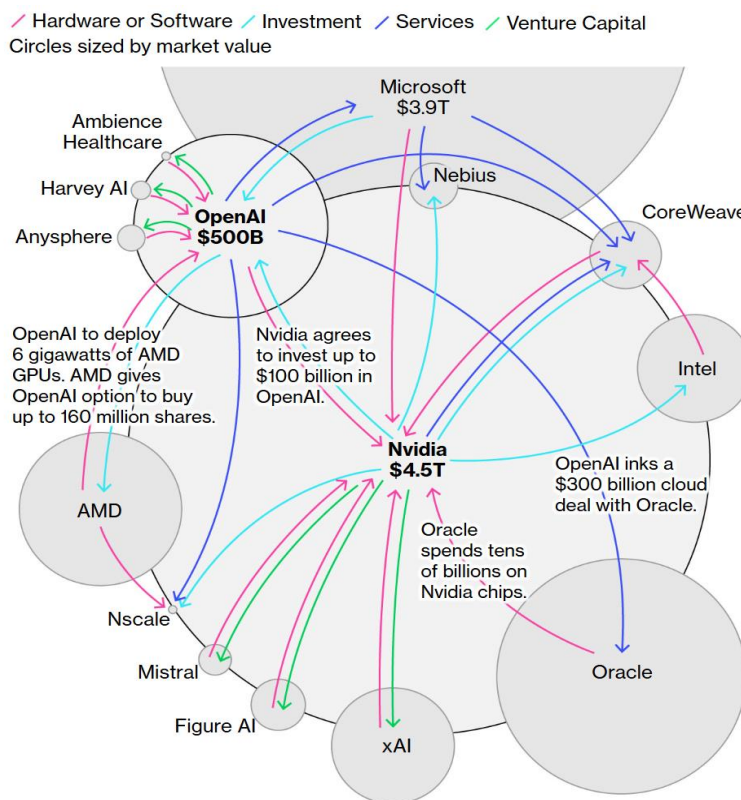 Hardware or Software Investment Services Venture Capital
Circles sized by market value
Microsoft
$3.9T
Ambience
Healthcare
Harvey AI
Anysphere
OpenAI
$500B
Nebius
CoreWeave
OpenAI to deploy
6 gigawatts of AMD
GPUs. AMD gives
OpenAI option to buy
up to 160 million shares.
Nvidia agrees
to invest up to
$100 billion in
OpenAI.
Intel
Nvidia
$4.5T
OpenAI inks a
$300 billion cloud
deal with Oracle.
AMD
Oracle
spends tens
of billions on
Nvidia chips.
Nscale
Mistral
Figure AI
xAI
Oracle